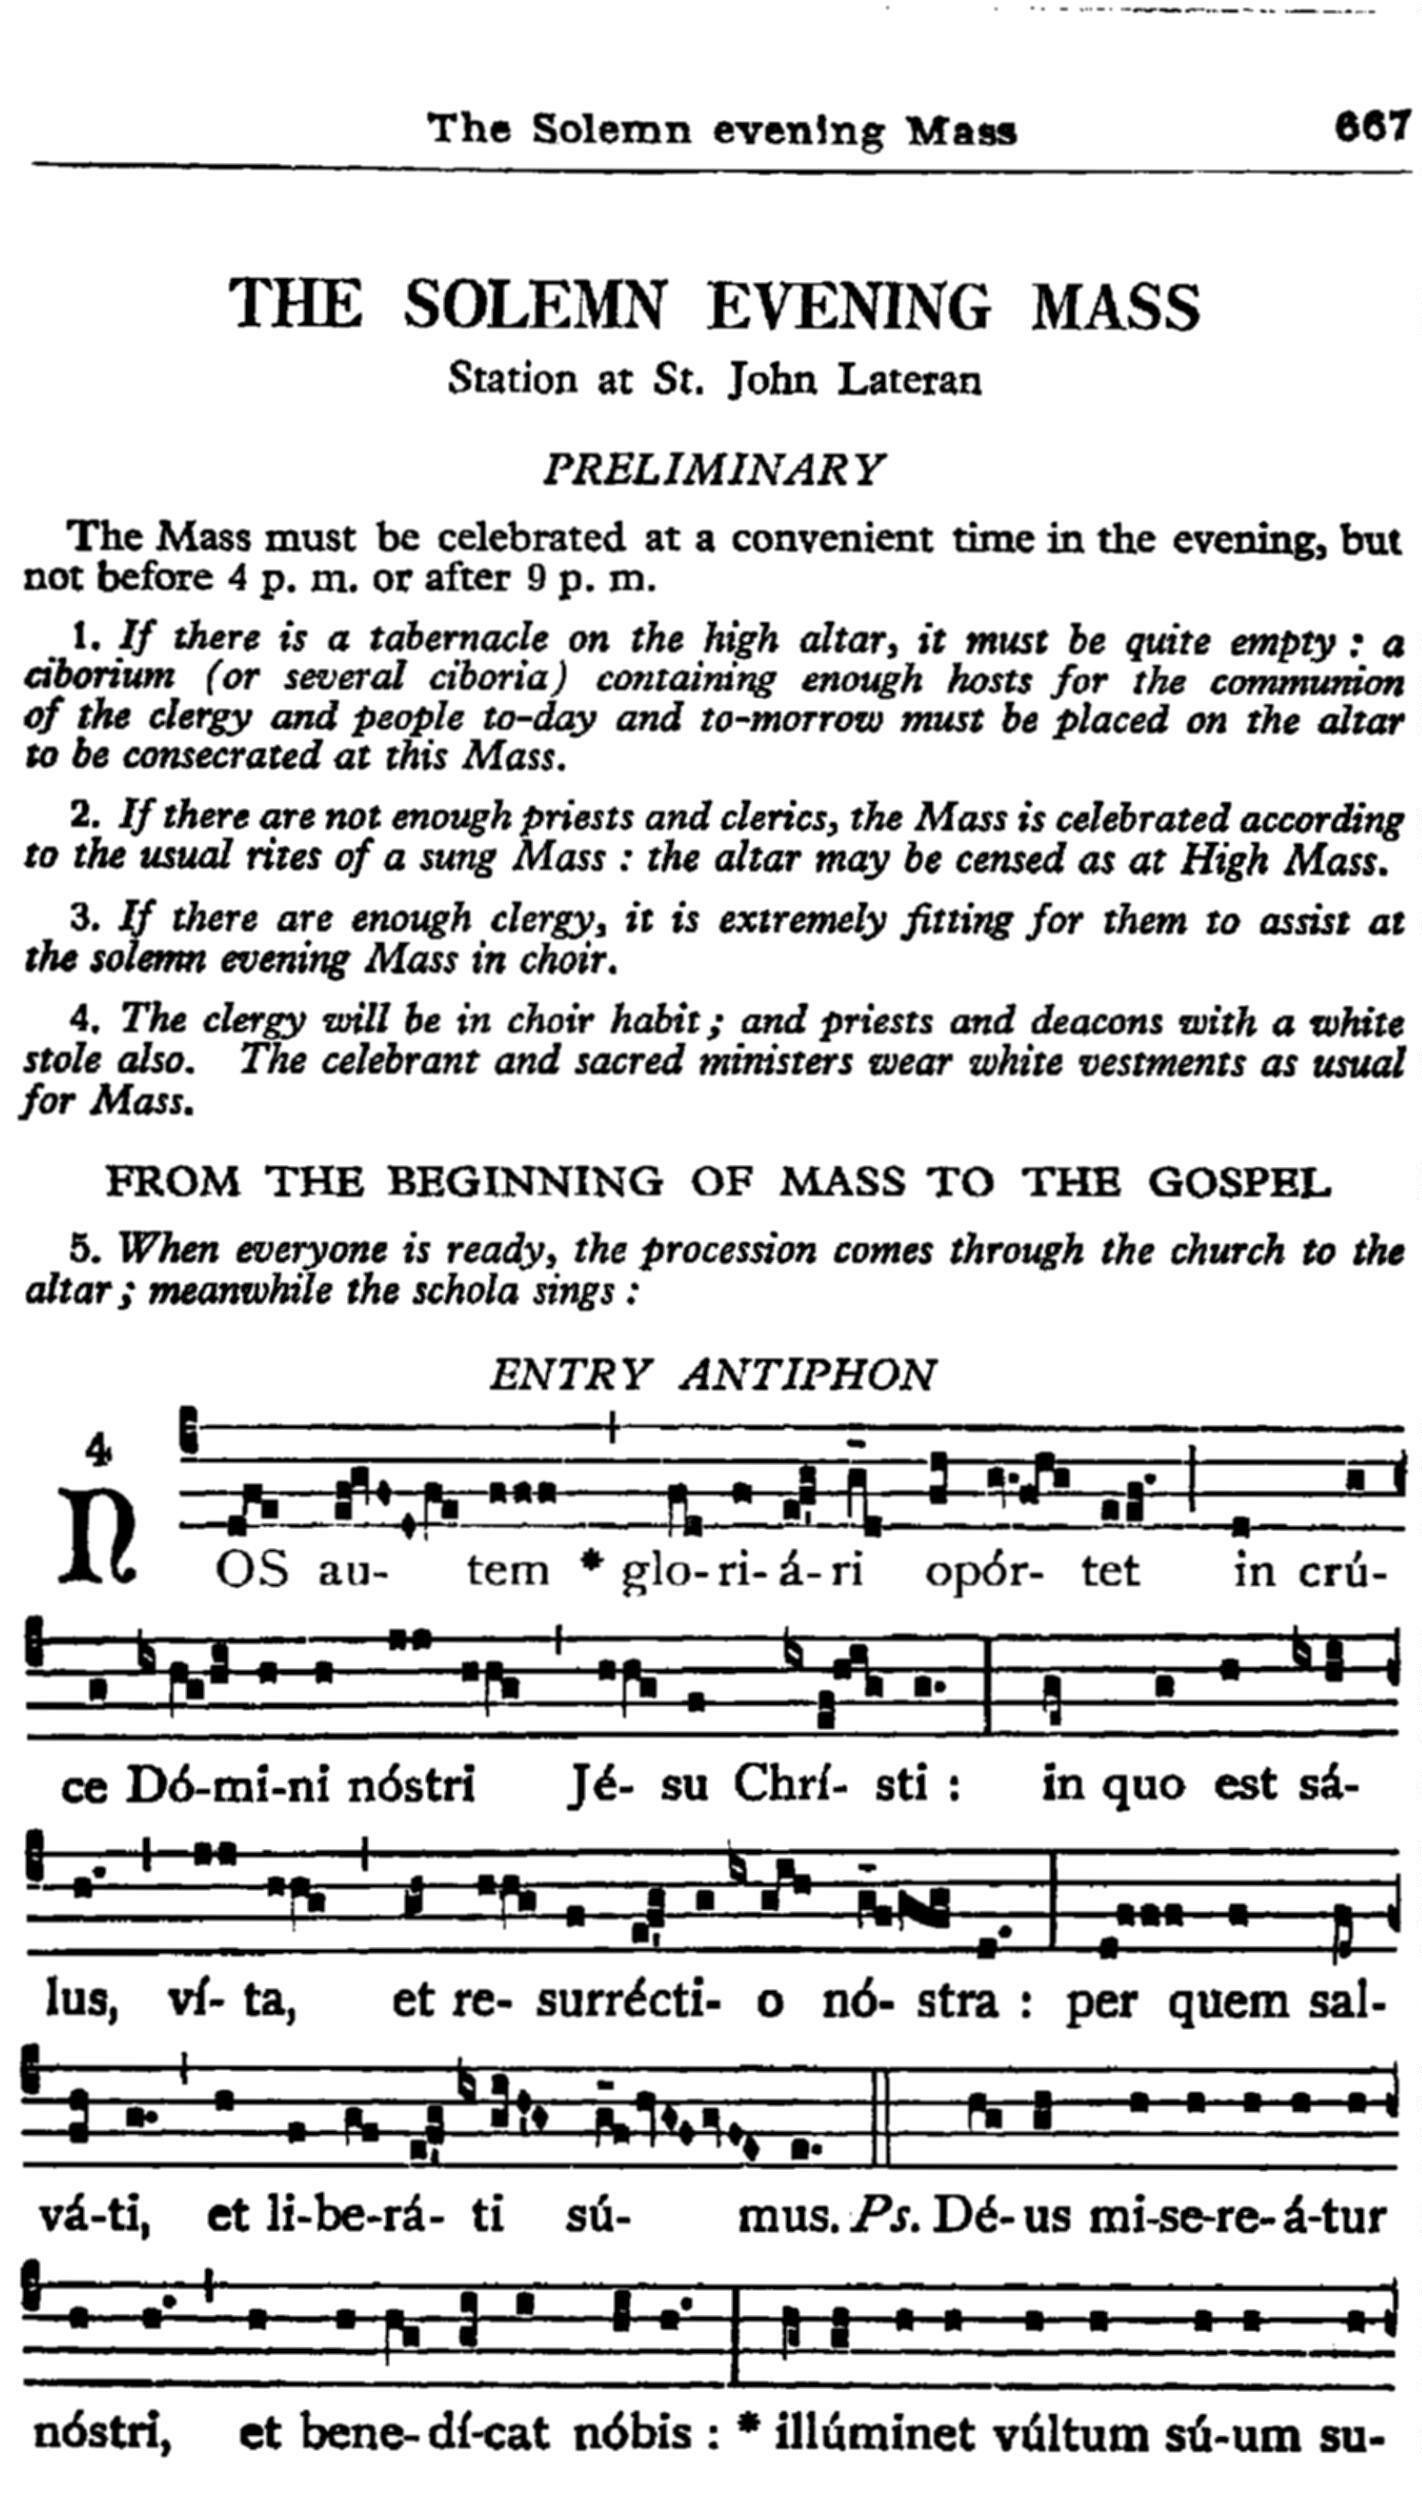 The Solemn evening Mass 667
THE SOLEMN EVENING MASS
Station at St. John Lateran
PRELIMINARY
The Mass must be celebrated at a convenient time in the evening, but
not before 4 p. m. or after 9 p. m.
1. If there is a tabernacle on the high altar, it must be quite empty : a
ciborium (or several ciboria) containing enough hosts for the communion
of the clergy and people to-day and to-morrow must be placed on the altar
to be consecrated at this Mass.
2. If there are not enough priests and clerics, the Mass is celebrated according
to the usual rites of a sung Mass : the altar may be censed as at High Mass.
3. If there are enough clergy, it is extremely fitting for them to assist at
the solemn evening Mass in choir.
4. The clergy will be in choir habit ; and priests and deacons with a white
stole also. The celebrant and sacred ministers wear white vestments as usual
for Mass.
FROM THE BEGINNING OF MASS TO THE GOSPEL
5. When everyone is ready, the procession comes through the church to the
altar ; meanwhile the schola sings :
ENTRY ANTIPHON
4
NOS au- tem * glo- ri- á- ri opór- tet in crú-
ce Dó-mi-ni nóstri Jé- su Chrí- sti : in quo est sá-
lus, ví- ta, et re- surrécti- o nó- stra : per quem sal-
vá-ti, et li-be-rá- ti sú- mus. Ps. Dé- us mi-se-re- á-tur
nóstri, et bene- dí-cat nóbis : * illúminet vúltum sú-um su-